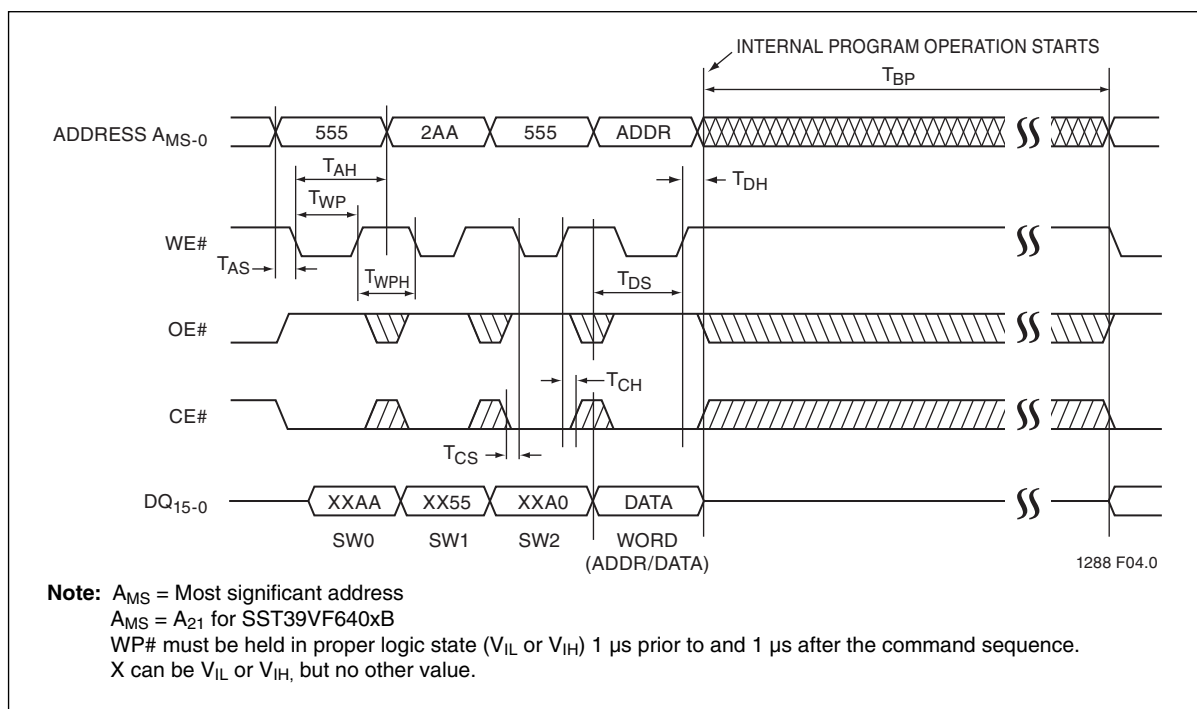 INTERNAL PROGRAM OPERATION STARTS
TBP
ADDRESS AMS-0
555
2AA
555
ADDR
TAH
TDH
TWP
WE#
TAS
TWPH
TDS
OE#
TCH
CE#
TCS
DQ15-0
XXAA
XX55
XXA0
DATA
SW0
SW1
SW2
WORD
(ADDR/DATA)
1288 F04.0
Note: AMS = Most significant address
AMS = A21 for SST39VF640xB
WP# must be held in proper logic state (VIL or VIH) 1 µs prior to and 1 µs after the command sequence.
X can be VIL or VIH, but no other value.